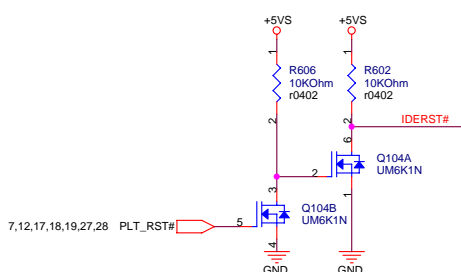 +5VS
+5VS
1
1
R606
10KOhm
r0402
R602
10KOhm
r0402
2
2
IDERST#
6
Q104A
UM6K1N
2
3
1
Q104B
UM6K1N
7,12,17,18,19,27,28 PLT_RST#
5
4
GND
GND